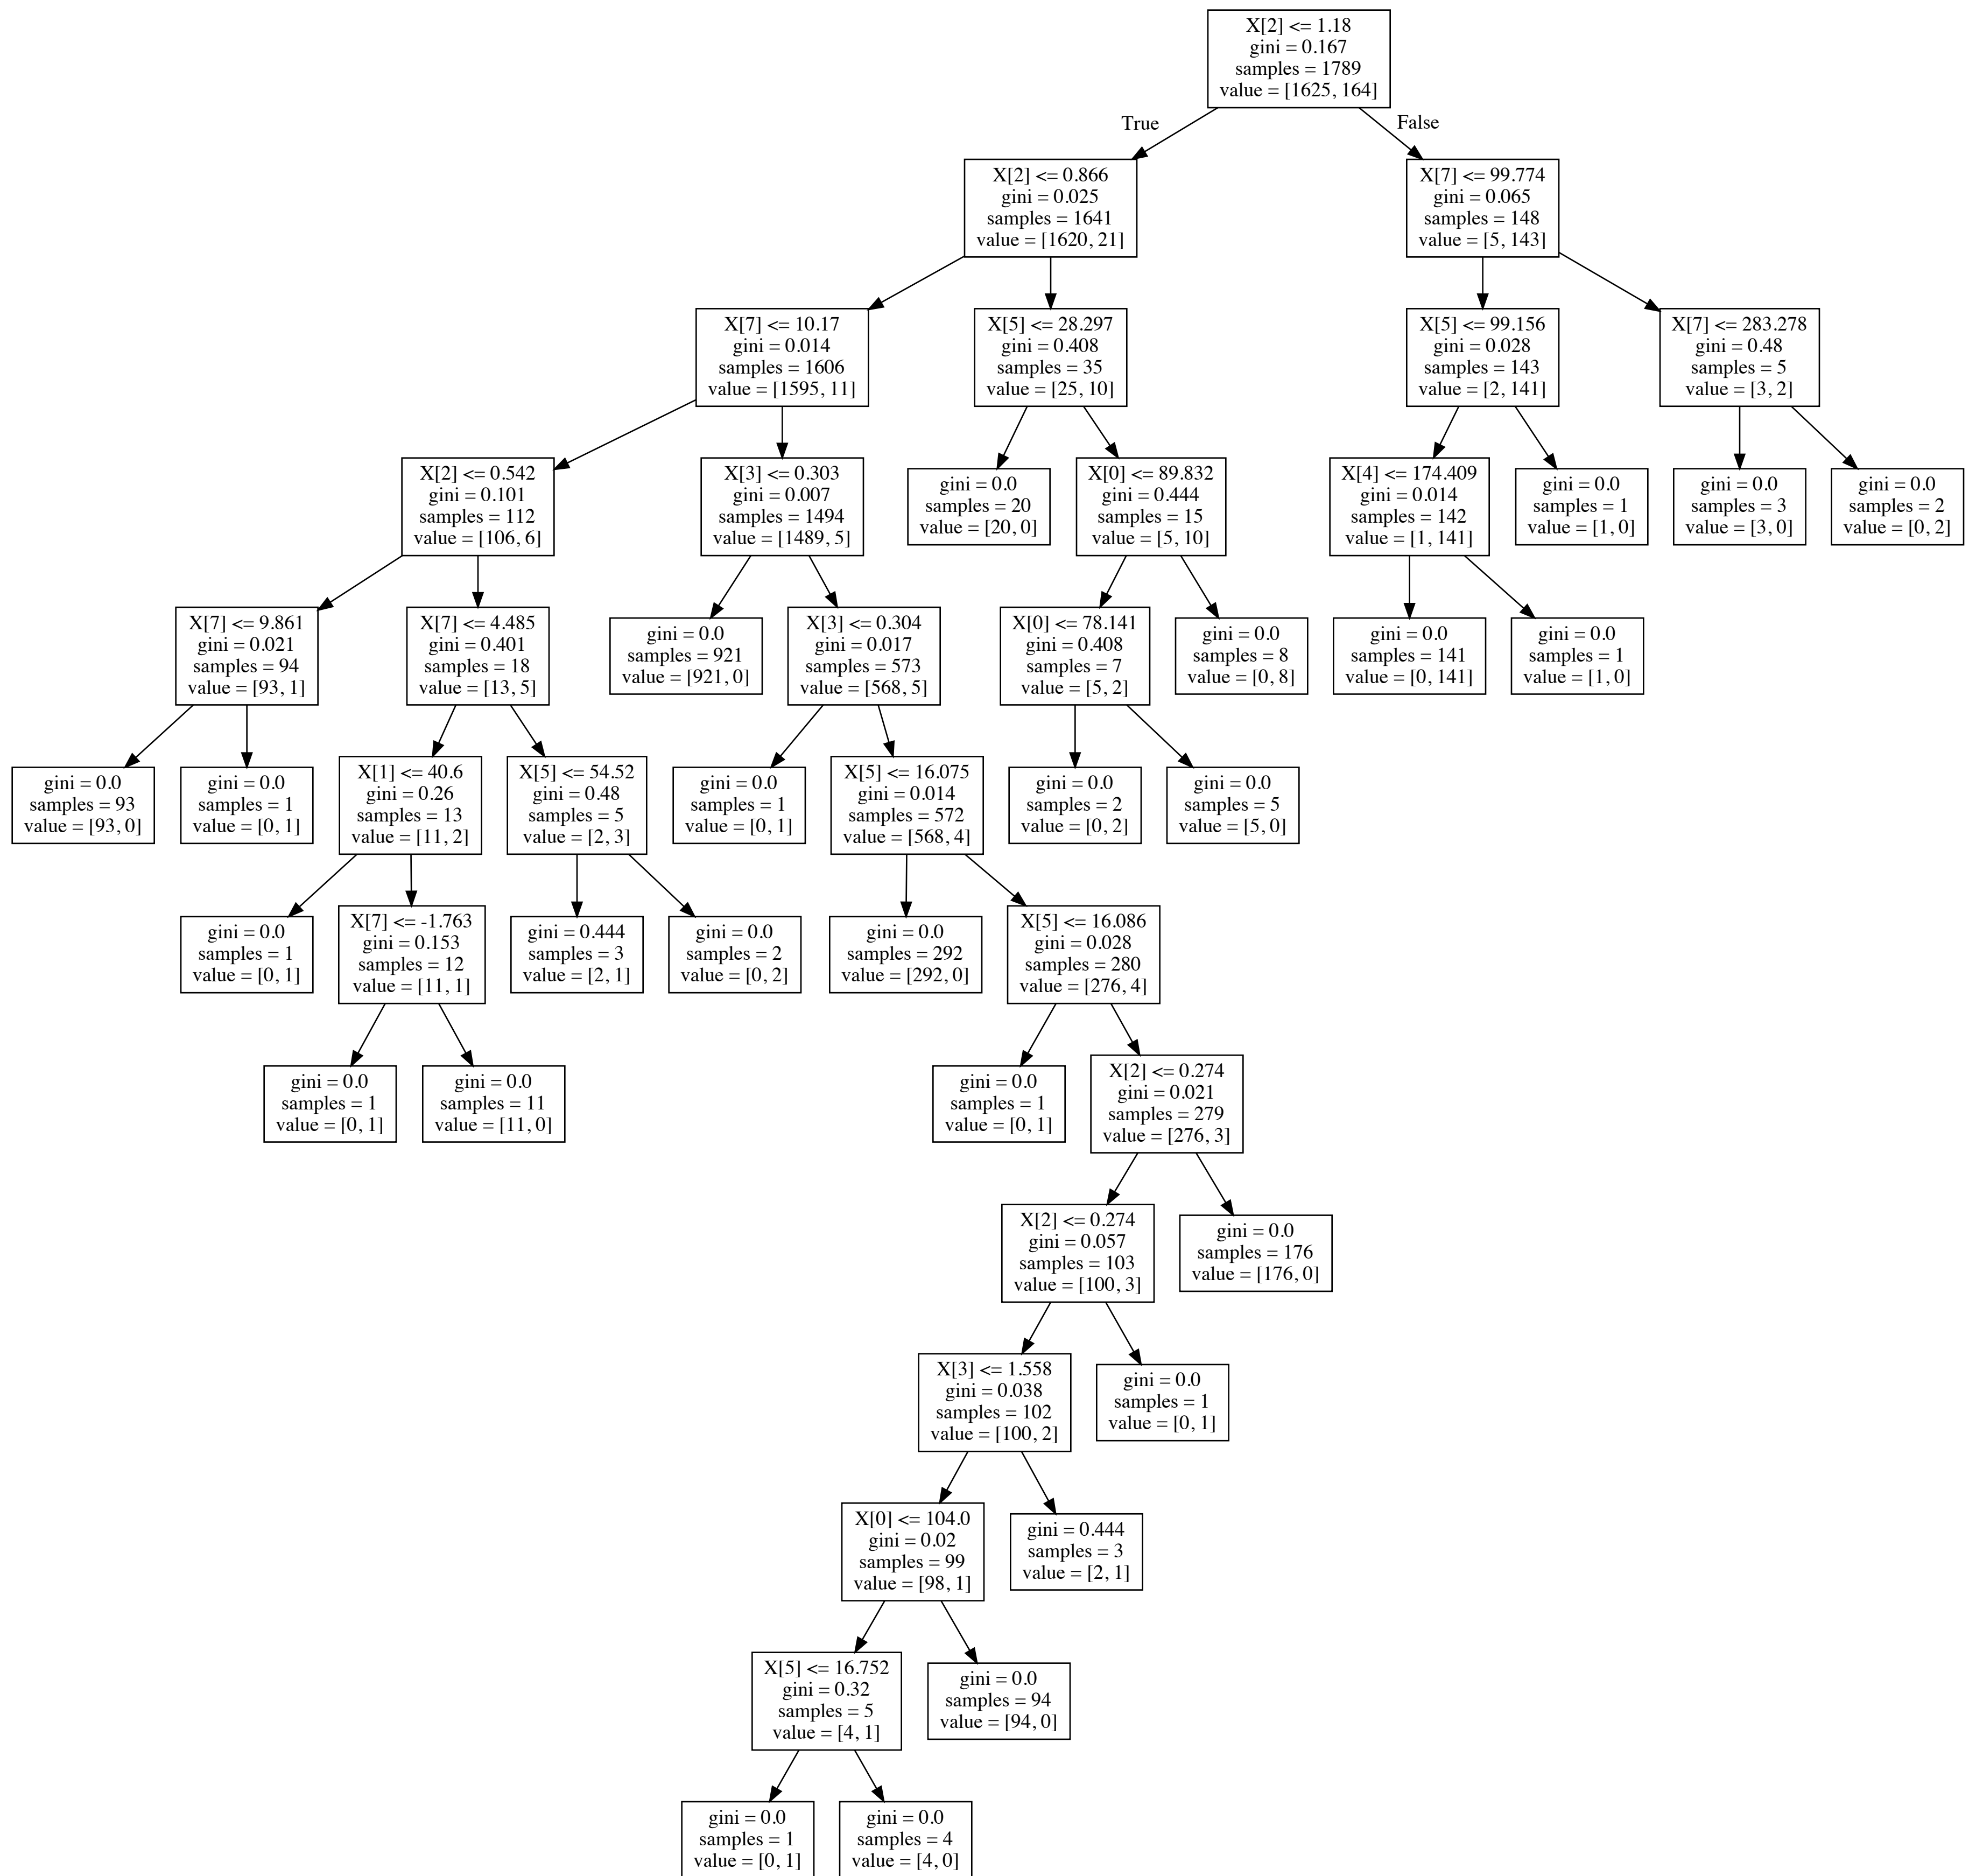 X[2] <= 1.18
gini = 0.167
samples = 1789
value = [1625, 164]
True
False
X[2] <= 0.866
gini = 0.025
samples = 1641
value = [1620, 21]
X[7] <= 99.774
gini = 0.065
samples = 148
value = [5, 143]
X[7] <= 10.17
gini = 0.014
samples = 1606
value = [1595, 11]
X[5] <= 28.297
gini = 0.408
samples = 35
value = [25, 10]
X[5] <= 99.156
gini = 0.028
samples = 143
value = [2, 141]
X[7] <= 283.278
gini = 0.48
samples = 5
value = [3, 2]
X[2] <= 0.542
gini = 0.101
samples = 112
value = [106, 6]
X[3] <= 0.303
gini = 0.007
samples = 1494
value = [1489, 5]
gini = 0.0
samples = 20
value = [20, 0]
X[0] <= 89.832
gini = 0.444
samples = 15
value = [5, 10]
X[4] <= 174.409
gini = 0.014
samples = 142
value = [1, 141]
gini = 0.0
samples = 1
value = [1, 0]
gini = 0.0
samples = 3
value = [3, 0]
gini = 0.0
samples = 2
value = [0, 2]
X[7] <= 9.861
gini = 0.021
samples = 94
value = [93, 1]
X[7] <= 4.485
gini = 0.401
samples = 18
value = [13, 5]
gini = 0.0
samples = 921
value = [921, 0]
X[3] <= 0.304
gini = 0.017
samples = 573
value = [568, 5]
X[0] <= 78.141
gini = 0.408
samples = 7
value = [5, 2]
gini = 0.0
samples = 8
value = [0, 8]
gini = 0.0
samples = 141
value = [0, 141]
gini = 0.0
samples = 1
value = [1, 0]
gini = 0.0
samples = 93
value = [93, 0]
gini = 0.0
samples = 1
value = [0, 1]
X[1] <= 40.6
gini = 0.26
samples = 13
value = [11, 2]
X[5] <= 54.52
gini = 0.48
samples = 5
value = [2, 3]
gini = 0.0
samples = 1
value = [0, 1]
X[5] <= 16.075
gini = 0.014
samples = 572
value = [568, 4]
gini = 0.0
samples = 2
value = [0, 2]
gini = 0.0
samples = 5
value = [5, 0]
gini = 0.0
samples = 1
value = [0, 1]
X[7] <= -1.763
gini = 0.153
samples = 12
value = [11, 1]
gini = 0.444
samples = 3
value = [2, 1]
gini = 0.0
samples = 2
value = [0, 2]
gini = 0.0
samples = 292
value = [292, 0]
X[5] <= 16.086
gini = 0.028
samples = 280
value = [276, 4]
gini = 0.0
samples = 1
value = [0, 1]
gini = 0.0
samples = 11
value = [11, 0]
gini = 0.0
samples = 1
value = [0, 1]
X[2] <= 0.274
gini = 0.021
samples = 279
value = [276, 3]
X[2] <= 0.274
gini = 0.057
samples = 103
value = [100, 3]
gini = 0.0
samples = 176
value = [176, 0]
X[3] <= 1.558
gini = 0.038
samples = 102
value = [100, 2]
gini = 0.0
samples = 1
value = [0, 1]
X[0] <= 104.0
gini = 0.02
samples = 99
value = [98, 1]
gini = 0.444
samples = 3
value = [2, 1]
X[5] <= 16.752
gini = 0.32
samples = 5
value = [4, 1]
gini = 0.0
samples = 94
value = [94, 0]
gini = 0.0
samples = 1
value = [0, 1]
gini = 0.0
samples = 4
value = [4, 0]